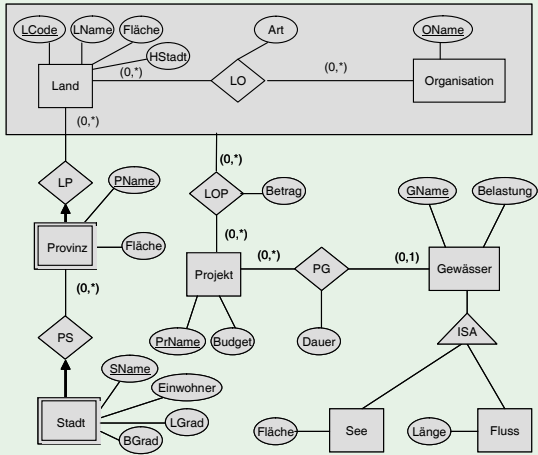 LCode LName Fläche Art OName
HStadt
(0,*) (0,*)
Land LO Organisation
(0,*)
(0,*)
LP PName LOP Betrag GName Belastung
Provinz Fläche (0,*)
(0,*) (0,1)
Projekt PG Gewässer
(0,*)
PS PrName Budget Dauer ISA
SName
Einwohner
Stadt LGrad Fläche See Länge Fluss
BGrad